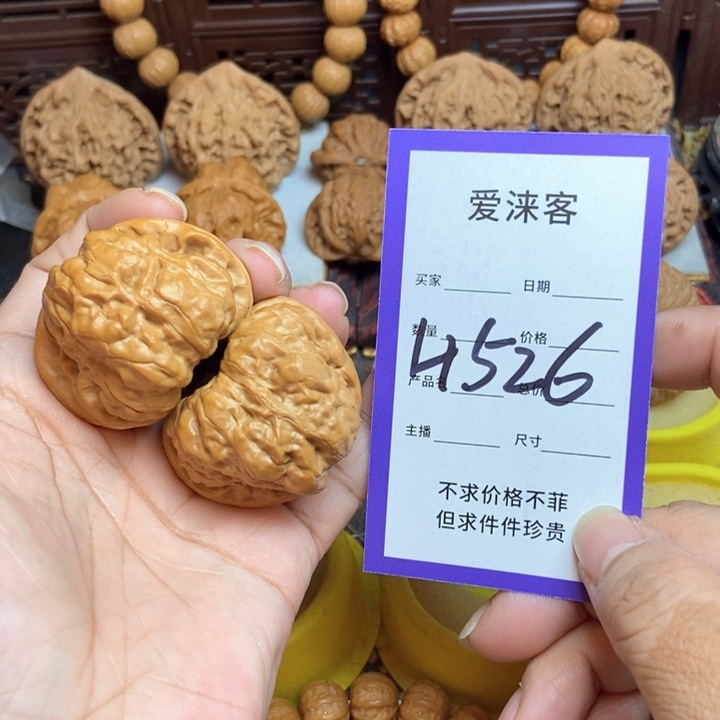 爱涞客
买家 日期
数量 价格
4526
产品名 总价
主播 尺寸
不求价格不菲
但求件件珍贵